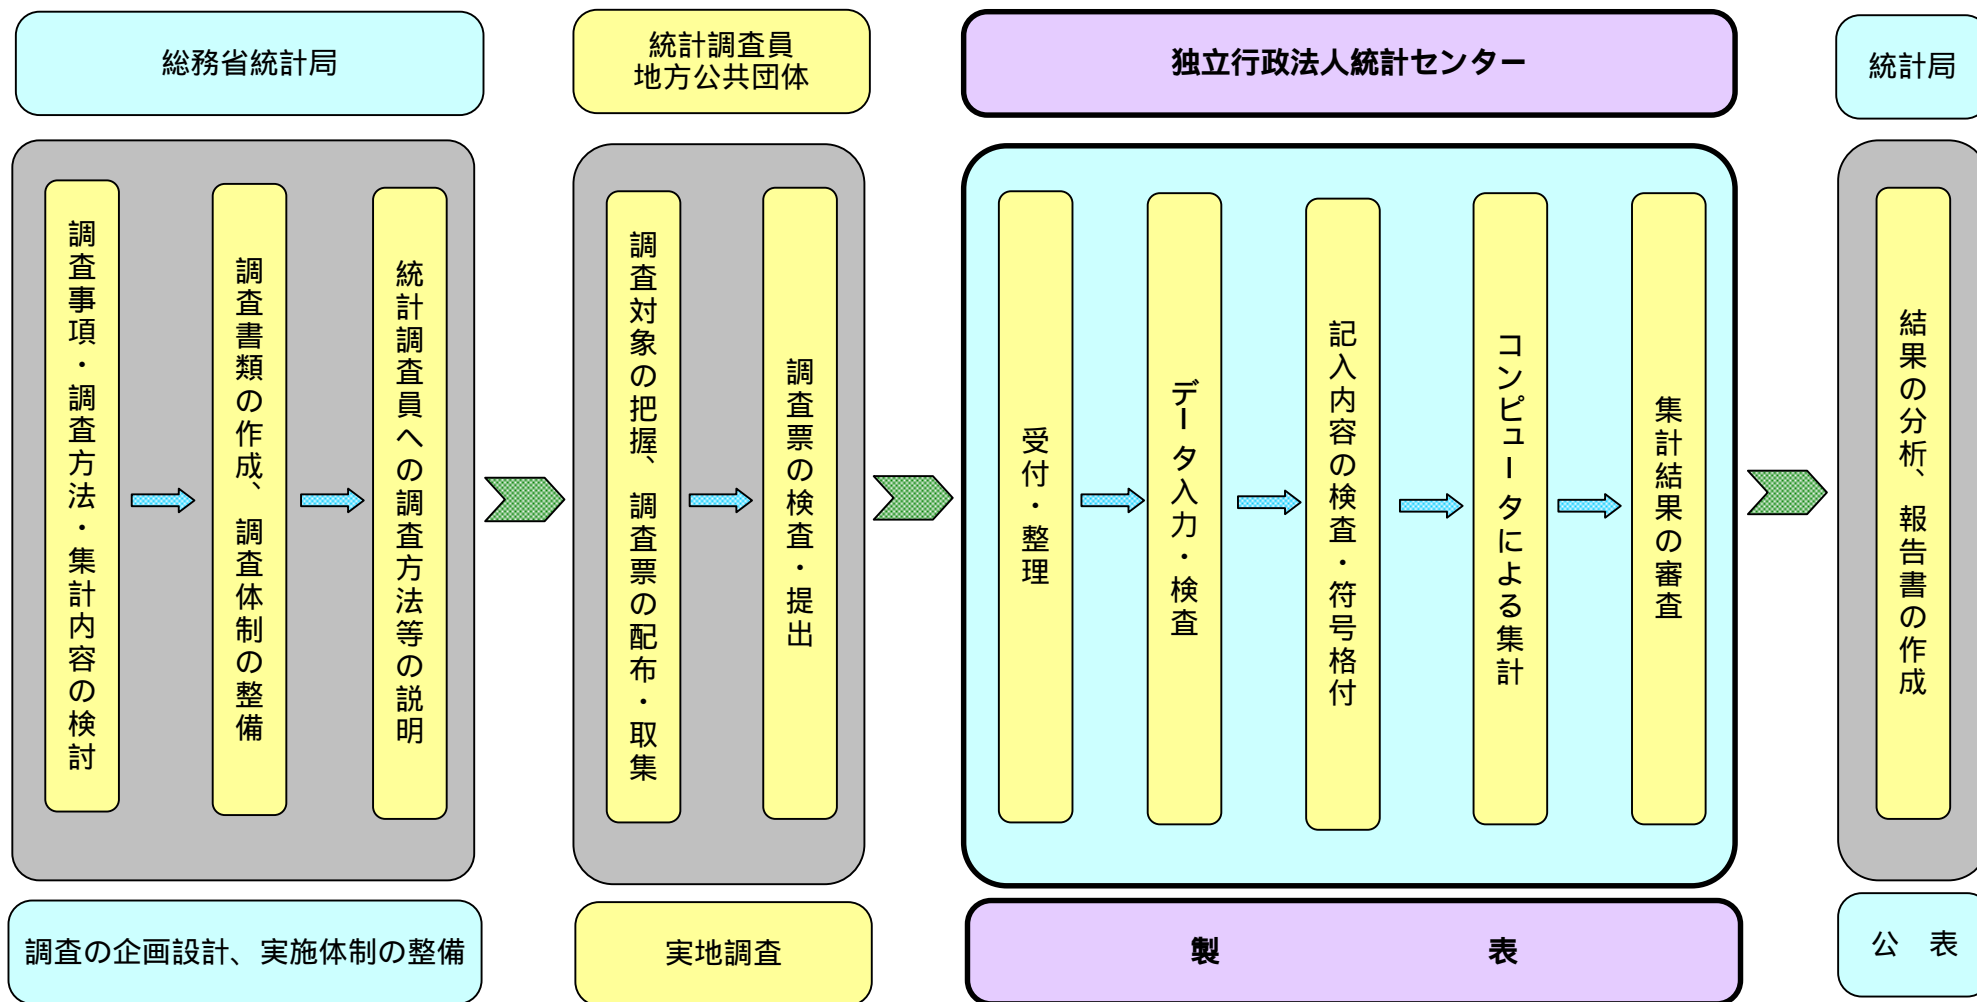 総務省統計局
統計調査員
地方公共団体
独立行政法人統計センター
統計局
調査事項・調査方法・集計内容の検討
調査書類の作成、調査体制の整備
統計調査員への調査方法等の説明
調査対象の把握、調査票の配布・取集
調査票の検査・提出
受付・整理
データ入力・検査
記入内容の検査・符号格付
コンピュータによる集計
集計結果の審査
結果の分析、報告書の作成
調査の企画設計、実施体制の整備
実地調査
製 表
公 表